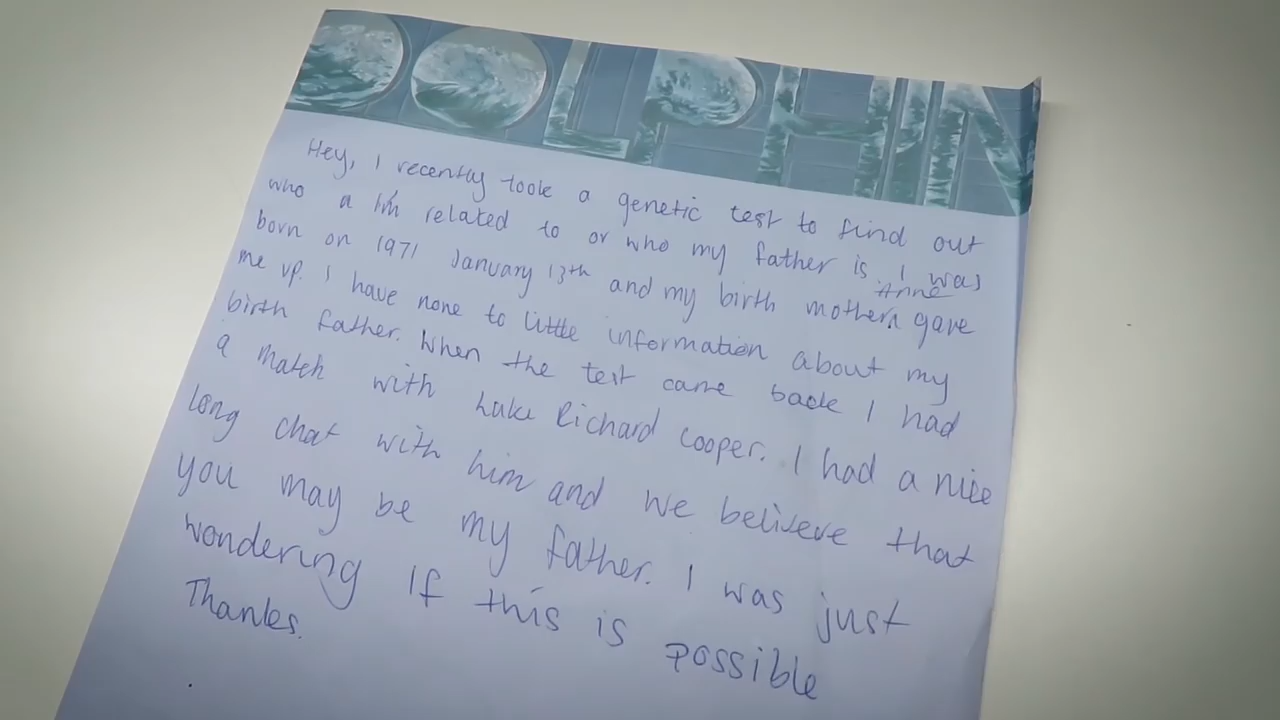 DOLPHIN
Hey, I recently took a genetic test to find out
who a I'm related to or who my father is. I was
born on 1971 January 13th and my birth mother Anne gave
me up. I have none to little information about my
birth father. When the test came back I had
a match with Luke Richard Cooper. I had a nice
long chat with him and we believe that
you may be my father. I was just
wondering if this is possible
Thanks.